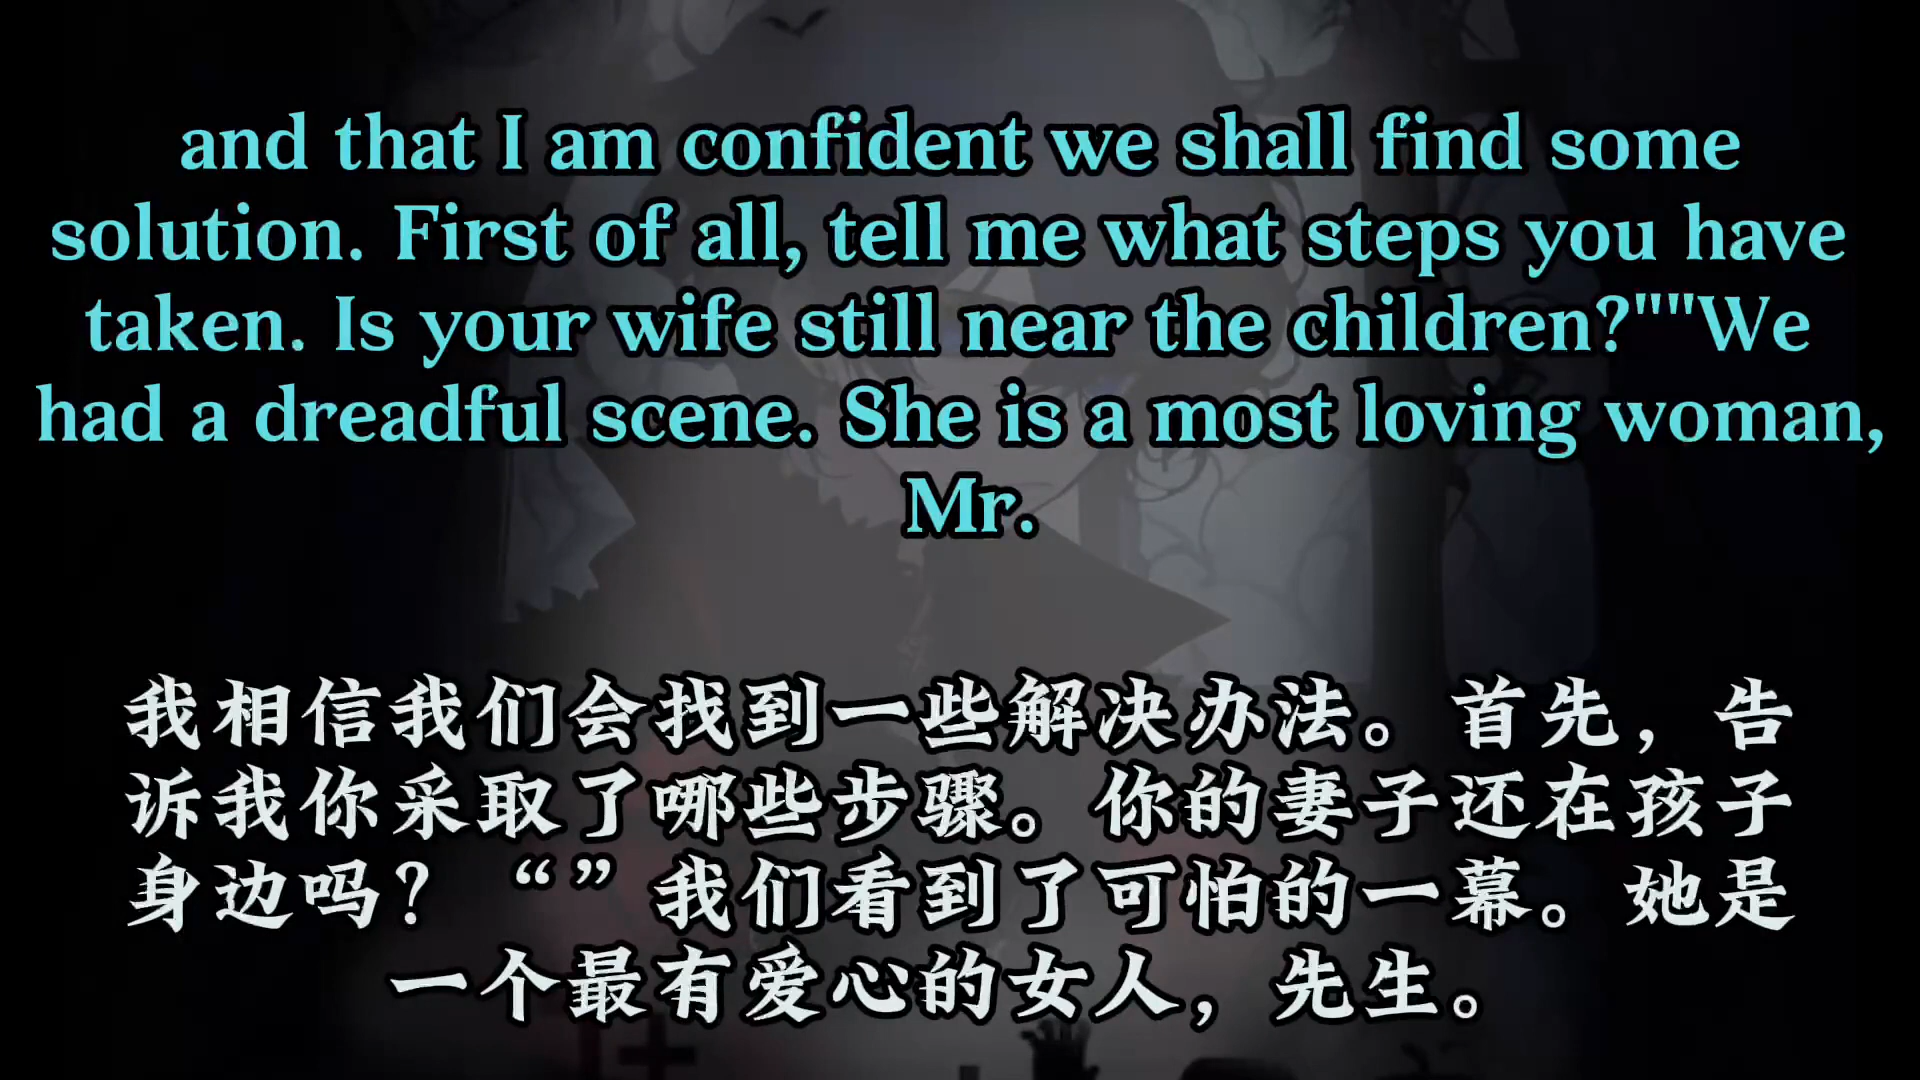 and that I am confident we shall find some
solution. First of all, tell me what steps you have
taken. Is your wife still near the children?""We
had a dreadful scene. She is a most loving woman,
Mr.
我相信我们会找到一些解决办法。首先，告
诉我你采取了哪些步骤。你的妻子还在孩子
身边吗？“”我们看到了可怕的一幕。她是
一个最有爱心的女人，先生。